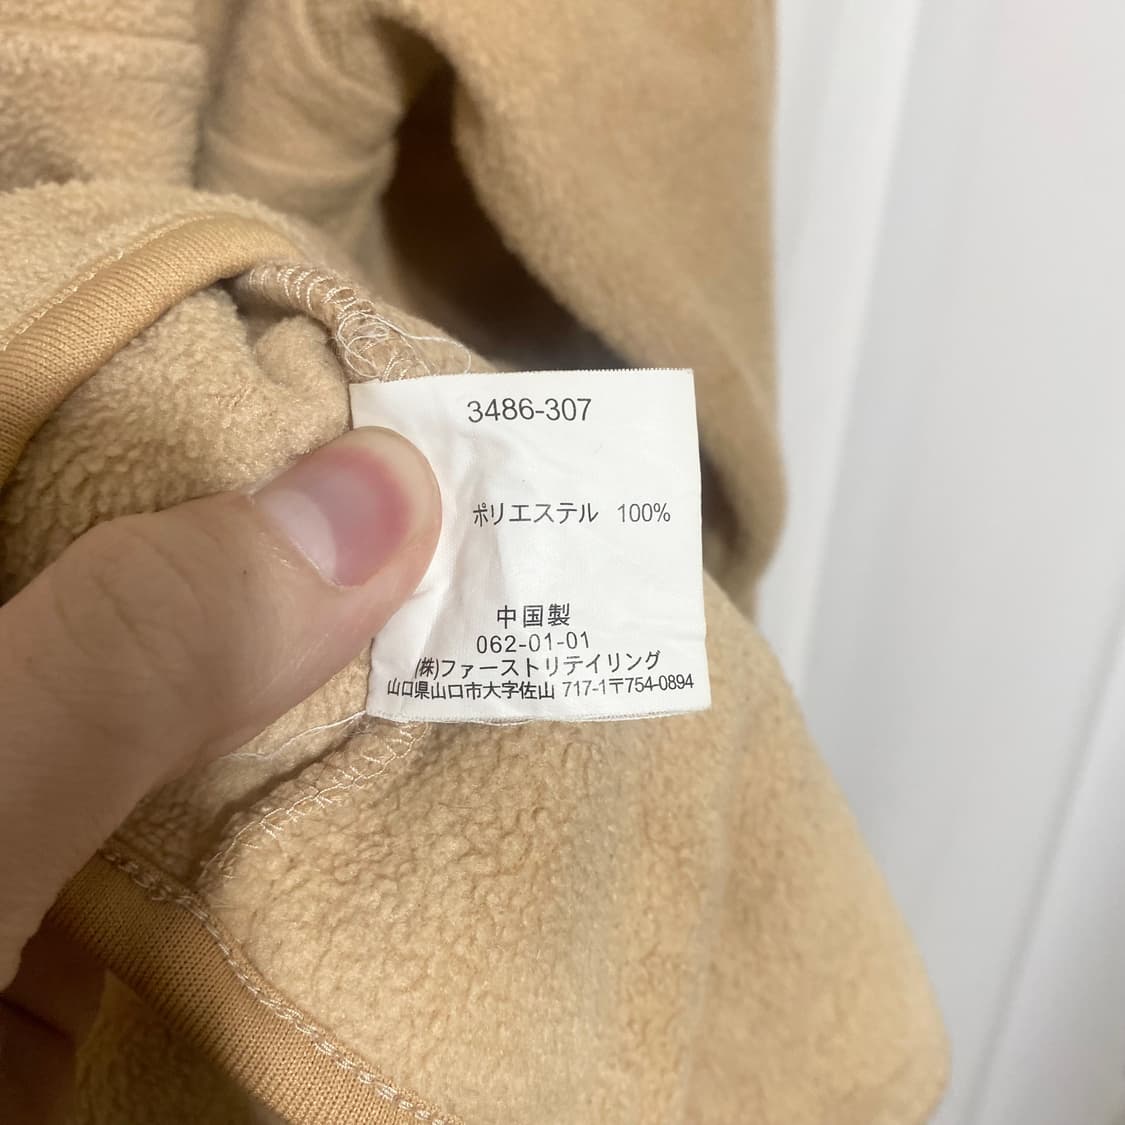 3486-307
ポリエステル 100%
中国製
062-01-01
(株)ファーストリテイリング
山口県山口市大字佐山 717-1〒754-0894